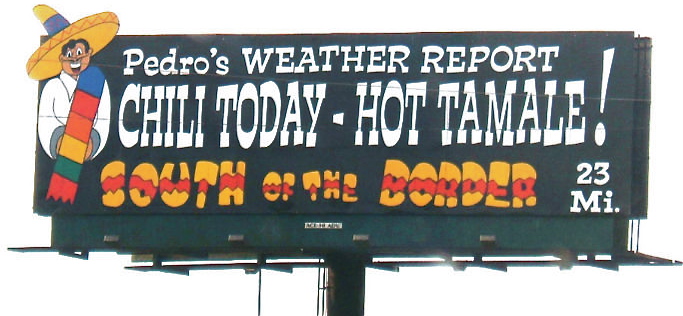 Pedro's WEATHER REPORT
CHILI TODAY - HOT TAMALE!
SOUTH OF THE BORDER
23
Mi.